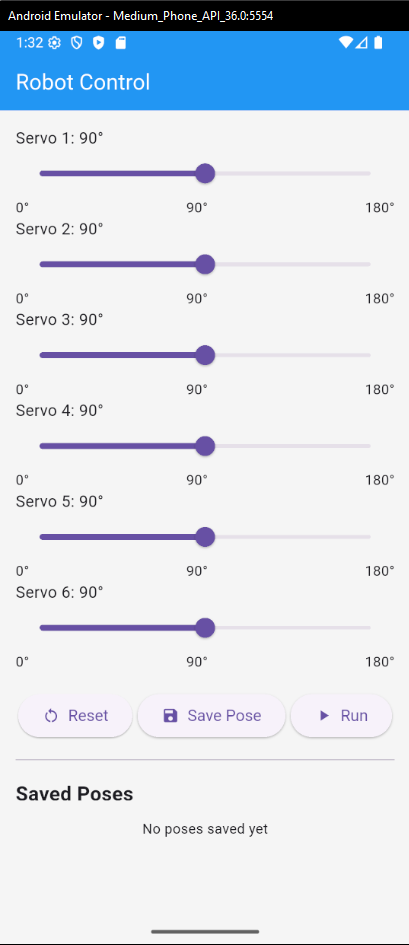 Android Emulator - Medium_Phone_API_36.0:5554
1:32
Robot Control
Servo 1: 90°
0° 90° 180°
Servo 2: 90°
0° 90° 180°
Servo 3: 90°
0° 90° 180°
Servo 4: 90°
0° 90° 180°
Servo 5: 90°
0° 90° 180°
Servo 6: 90°
0° 90° 180°
Reset Save Pose Run
Saved Poses
No poses saved yet